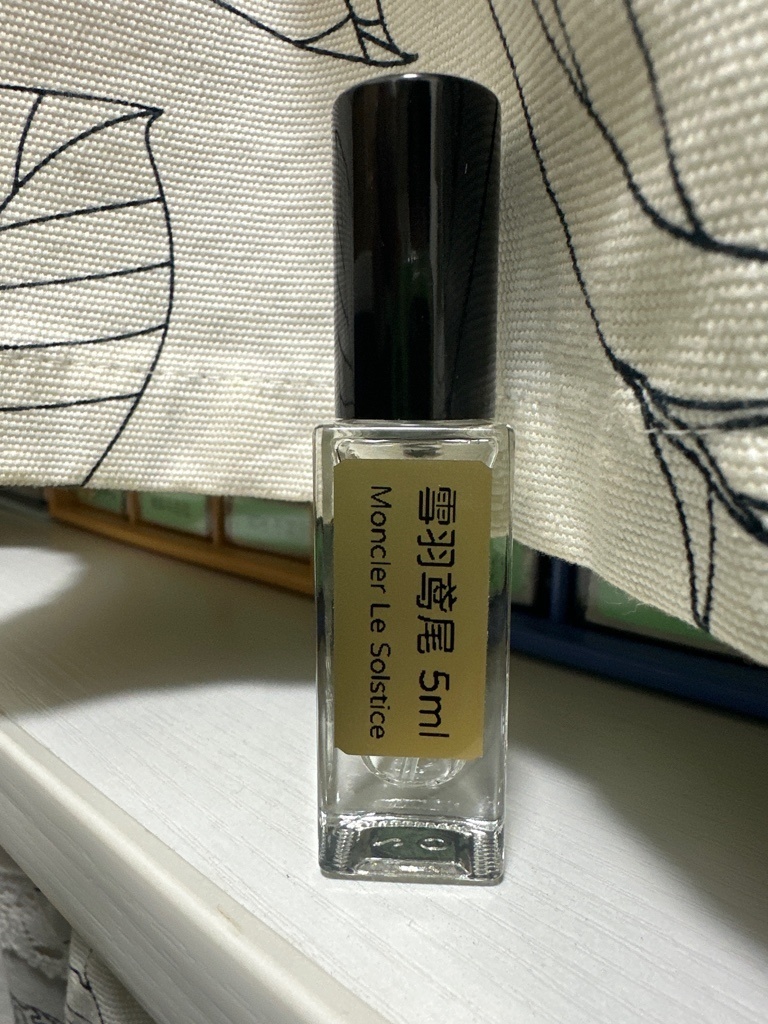 雪羽鸢尾 5ml
Moncler Le Solstice